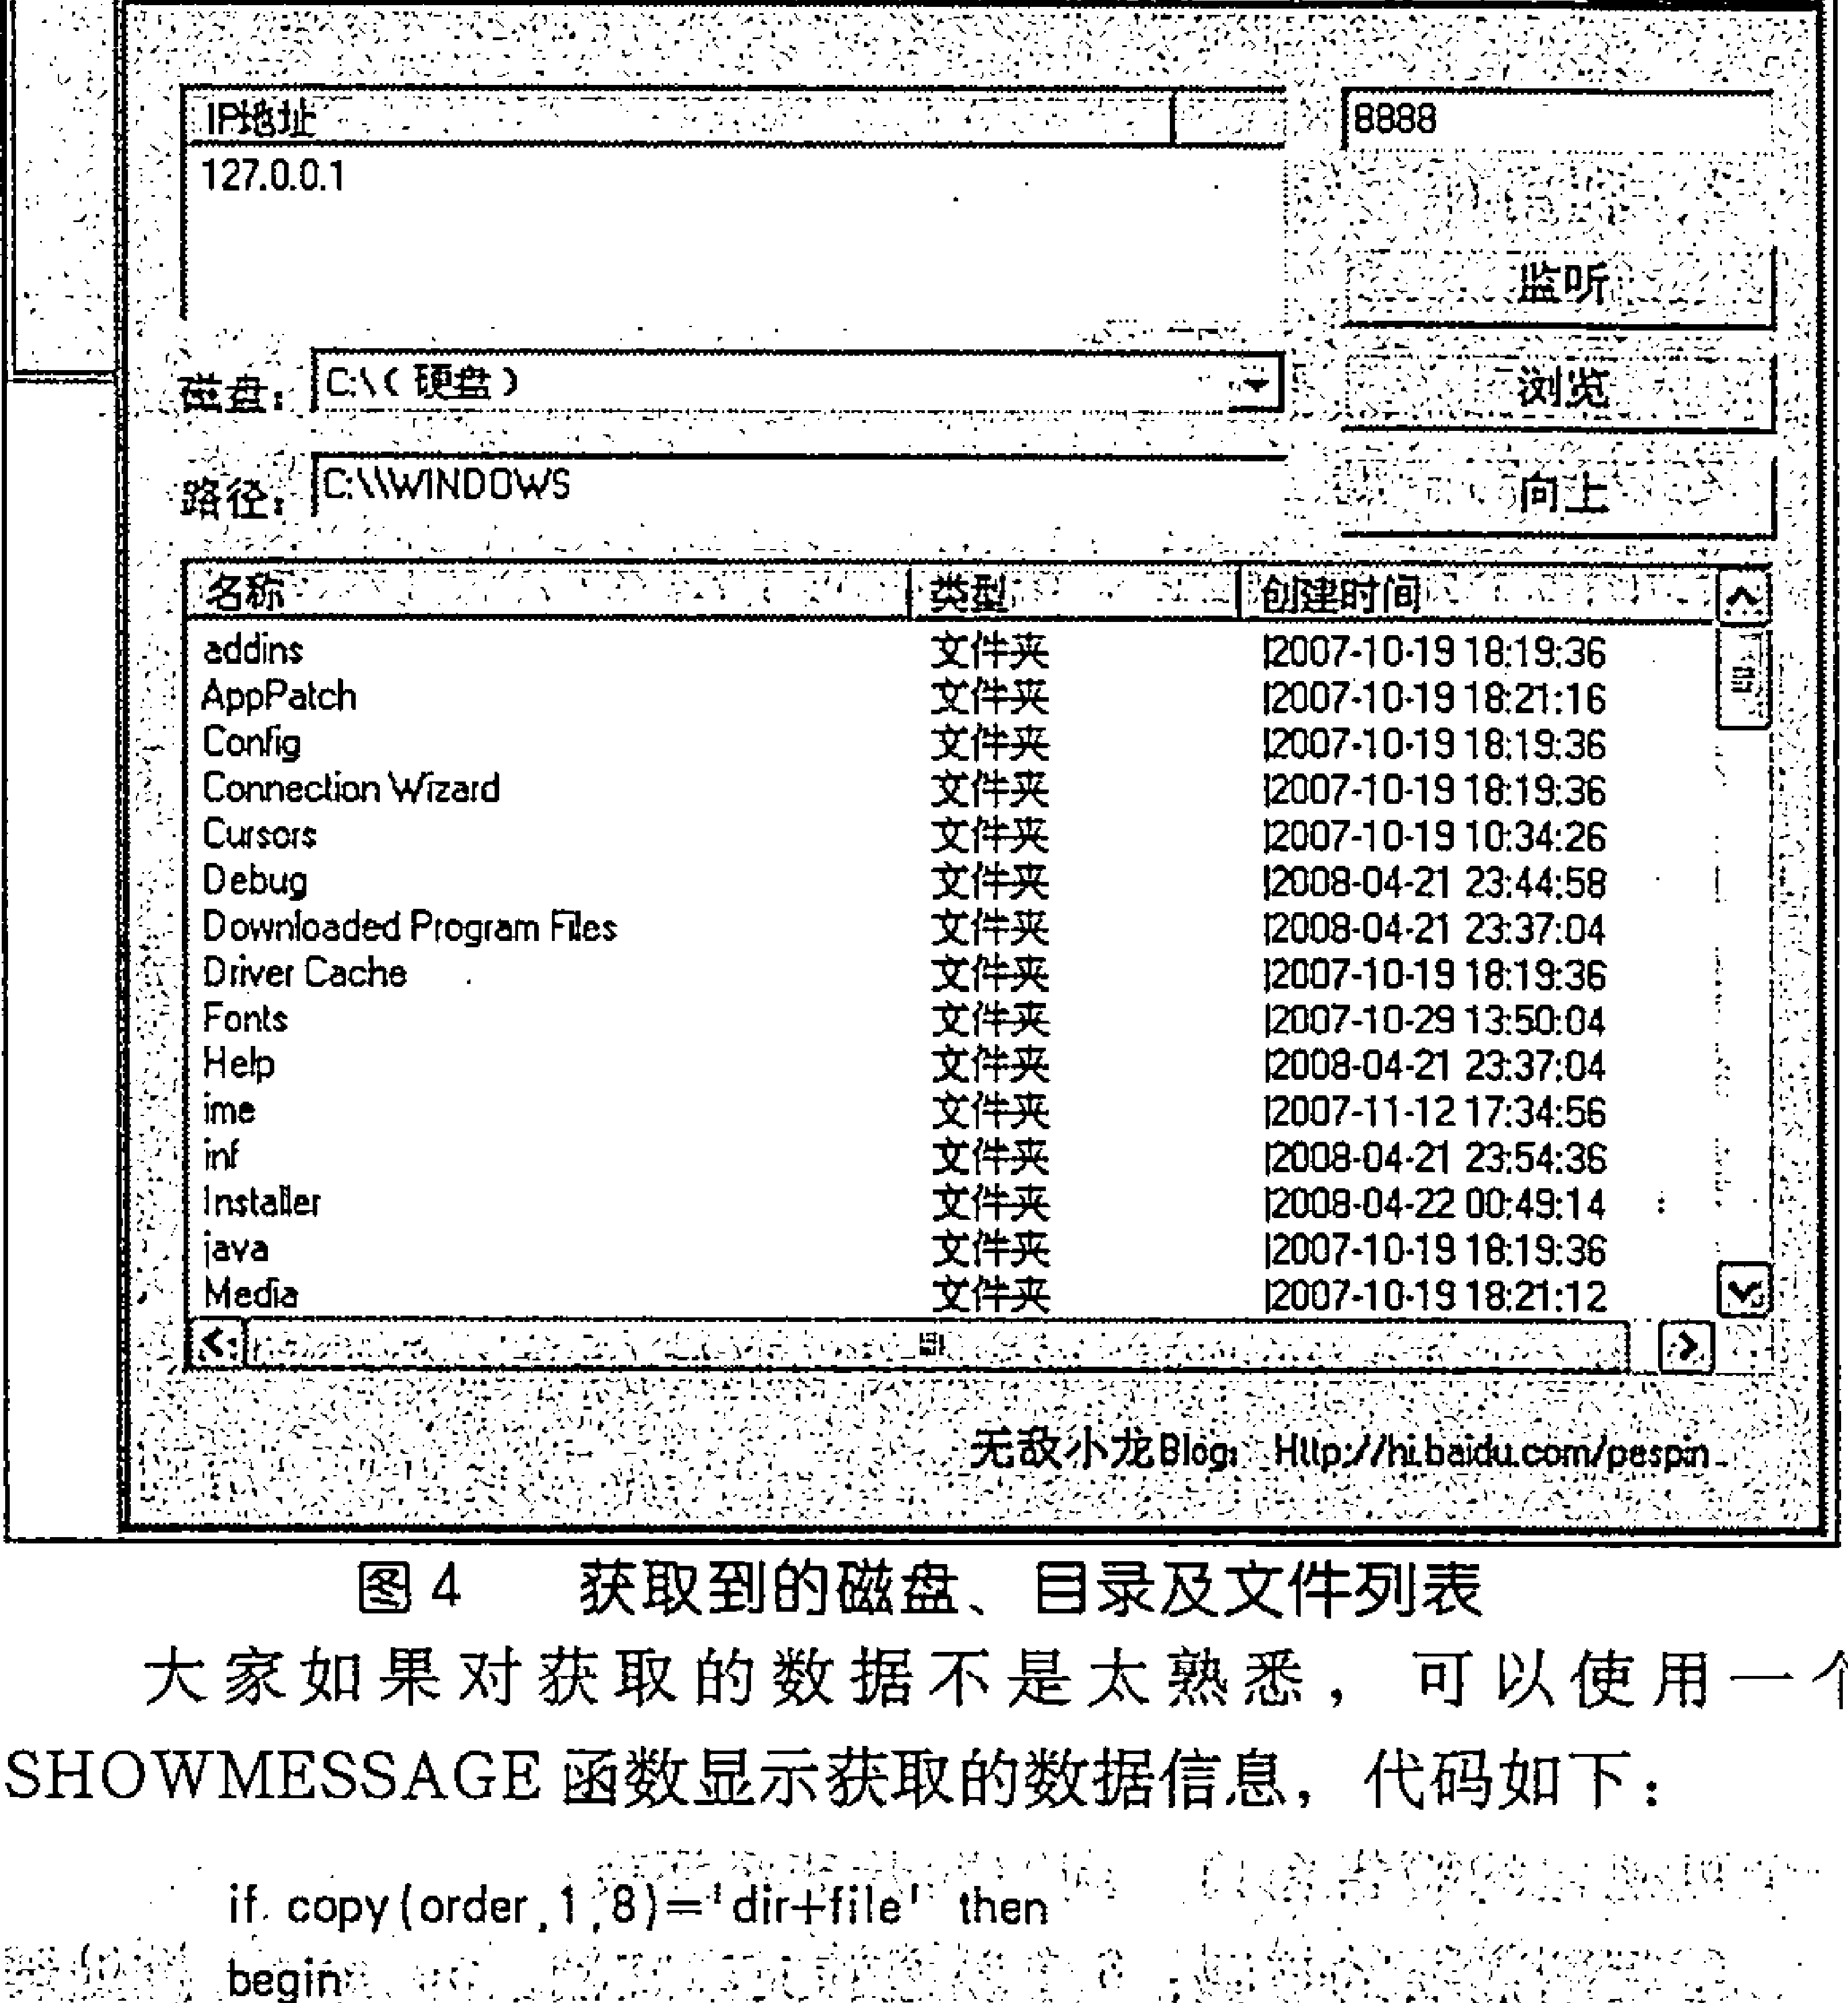 IP地址
8888
127.0.0.1
监听
磁盘: C:\( 硬盘 )
浏览
路径: C:\\WINDOWS
向上
名称 类型 创建时间
addins 文件夹 |2007-10-19 18:19:36
AppPatch 文件夹 |2007-10-19 18:21:16
Config 文件夹 |2007-10-19 18:19:36
Connection Wizard 文件夹 |2007-10-19 18:19:36
Cursors 文件夹 |2007-10-19 10:34:26
Debug 文件夹 |2008-04-21 23:44:58
Downloaded Program Files 文件夹 |2008-04-21 23:37:04
Driver Cache 文件夹 |2007-10-19 18:19:36
Fonts 文件夹 |2007-10-29 13:50:04
Help 文件夹 |2008-04-21 23:37:04
ime 文件夹 |2007-11-12 17:34:56
inf 文件夹 |2008-04-21 23:54:36
Installer 文件夹 |2008-04-22 00:49:14
java 文件夹 |2007-10-19 18:19:36
Media 文件夹 |2007-10-19 18:21:12
无敌小龙Blog: Http://hi.baidu.com/pespin
图 4 获取到的磁盘、目录及文件列表
大家如果对获取的数据不是太熟悉，可以使用一个
SHOWMESSAGE 函数显示获取的数据信息，代码如下：
if copy(order,1,8)='dir+file' then
begin